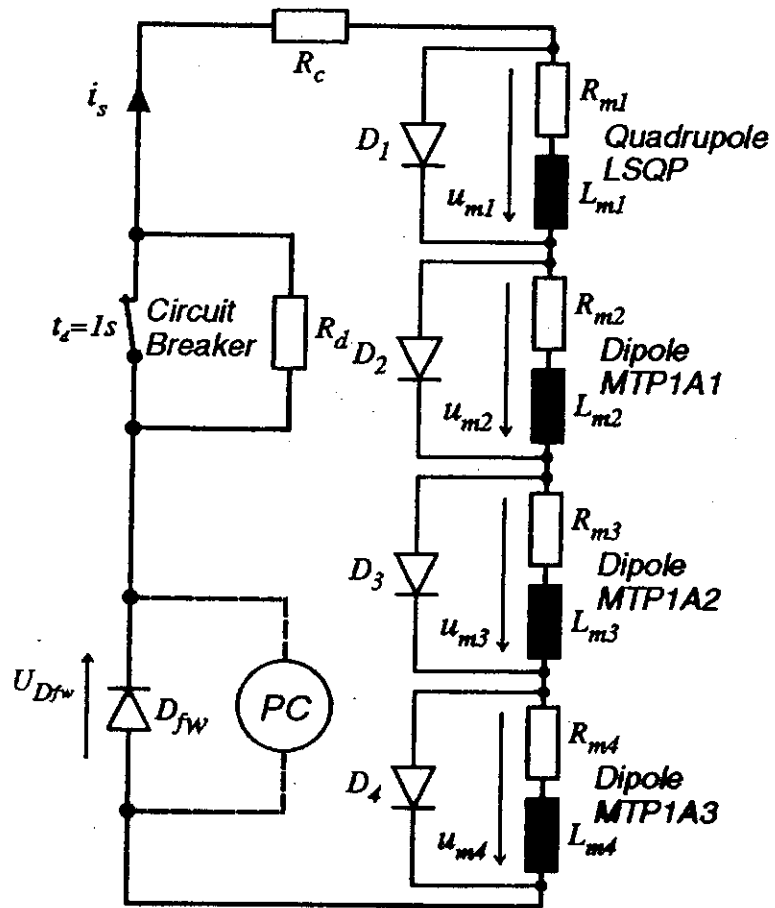 R_c
i_s
R_m1
D_1
Quadrupole
LSQP
u_m1
L_m1
t_d=1s
Circuit
Breaker
R_d
D_2
R_m2
Dipole
MTP1A1
u_m2
L_m2
R_m3
D_3
Dipole
MTP1A2
u_m3
L_m3
U_Dfw
D_fw
PC
R_m4
D_4
Dipole
MTP1A3
u_m4
L_m4